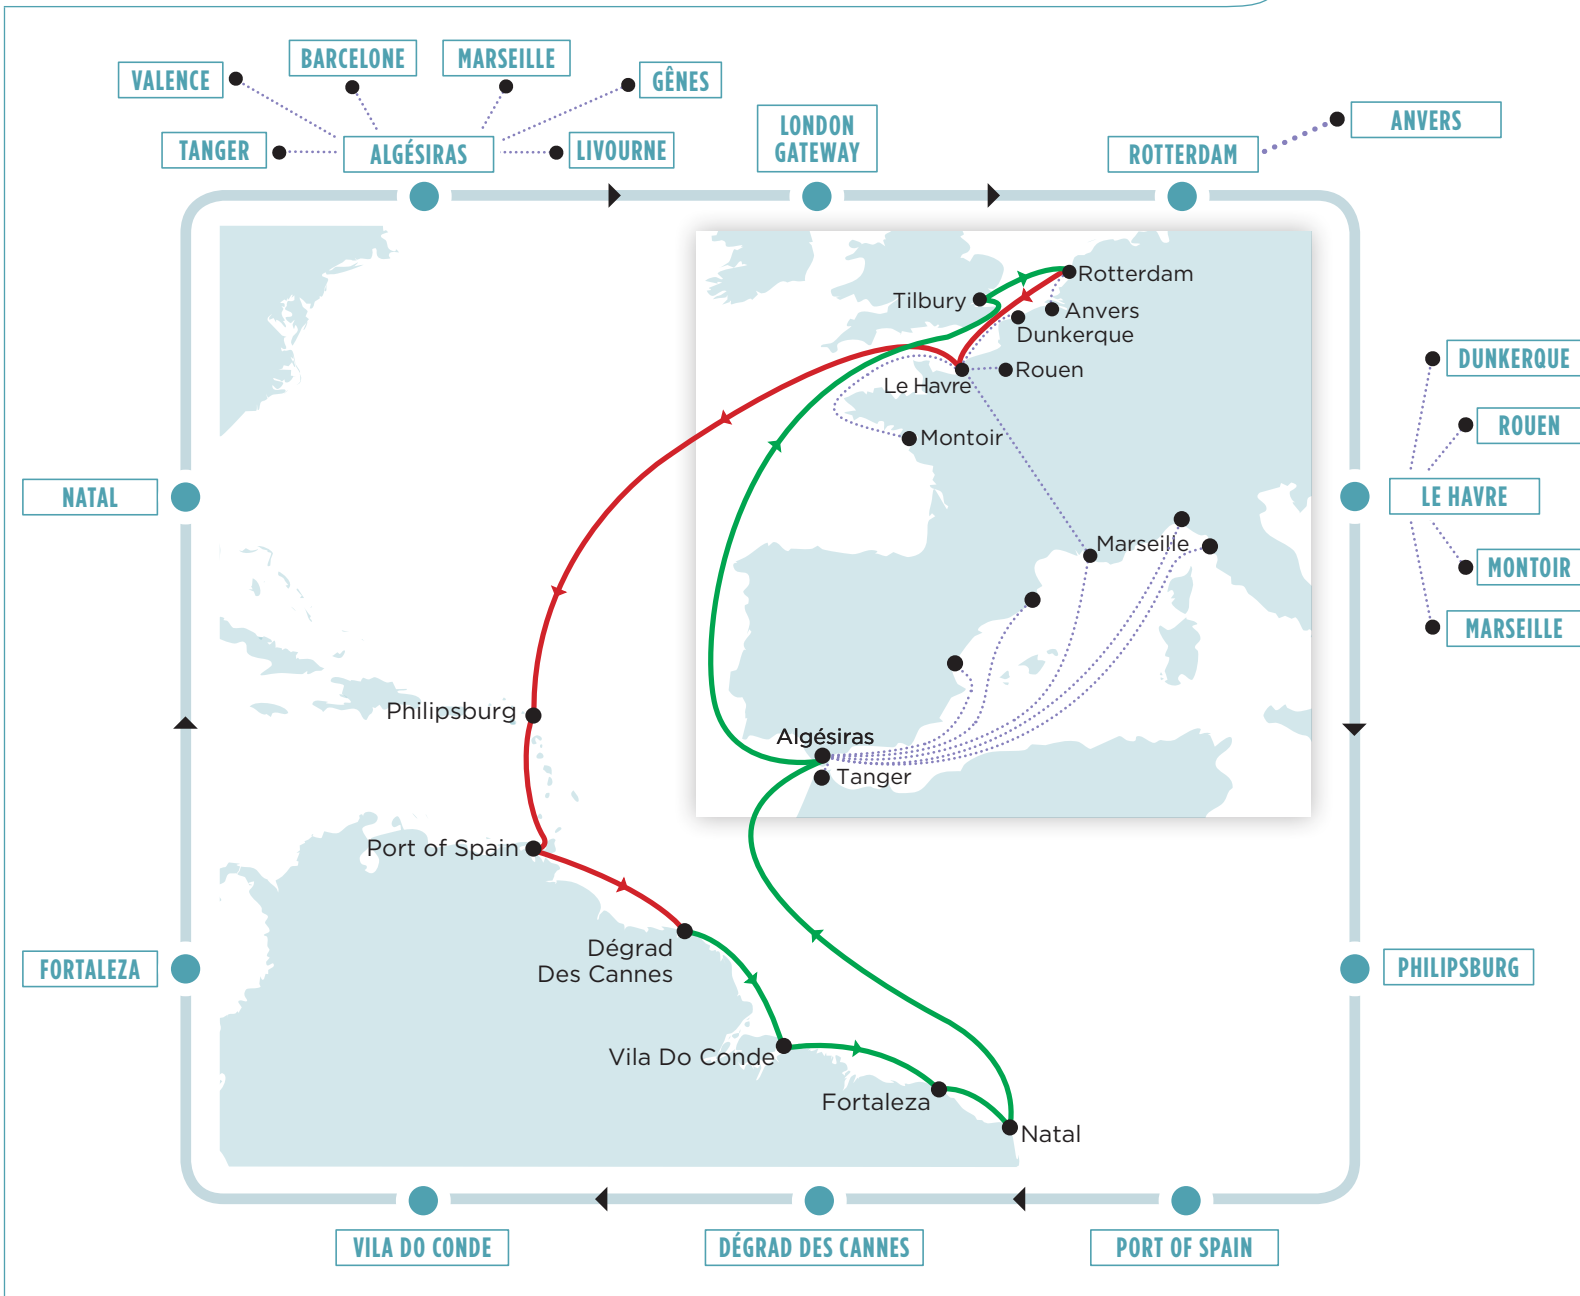 BARCELONE
MARSEILLE
VALENCE
GÊNES
TANGER
ALGÉSIRAS
LIVOURNE
LONDON
GATEWAY
ROTTERDAM
ANVERS
Rotterdam
Tilbury
Anvers
Dunkerque
Rouen
Le Havre
Montoir
Marseille
Algésiras
Tanger
NATAL
DUNKERQUE
ROUEN
LE HAVRE
MONTOIR
MARSEILLE
Philipsburg
Port of Spain
Dégrad
Des Cannes
Vila Do Conde
Fortaleza
Natal
FORTALEZA
PHILIPSBURG
VILA DO CONDE
DÉGRAD DES CANNES
PORT OF SPAIN